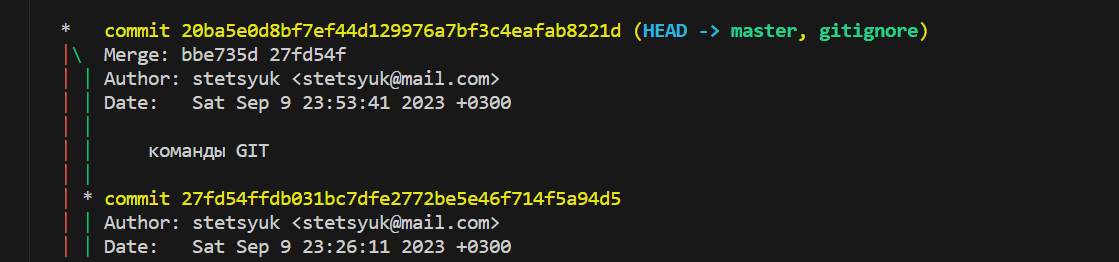 * commit 20ba5e0d8bf7ef44d129976a7bf3c4eafab8221d (HEAD -> master, gitignore)
|\ Merge: bbe735d 27fd54f
| | Author: stetsyuk <stetsyuk@mail.com>
| | Date: Sat Sep 9 23:53:41 2023 +0300
| |
| | команды GIT
| |
| * commit 27fd54ffdb031bc7dfe2772be5e46f714f5a94d5
| | Author: stetsyuk <stetsyuk@mail.com>
| | Date: Sat Sep 9 23:26:11 2023 +0300